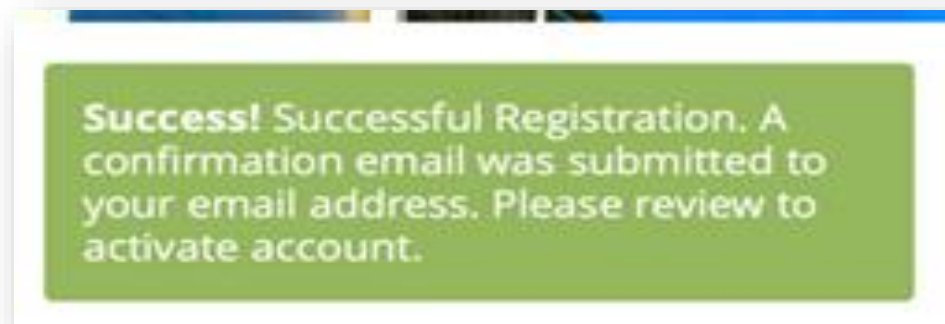 Success! Successful Registration. A
confirmation email was submitted to
your email address. Please review to
activate account.